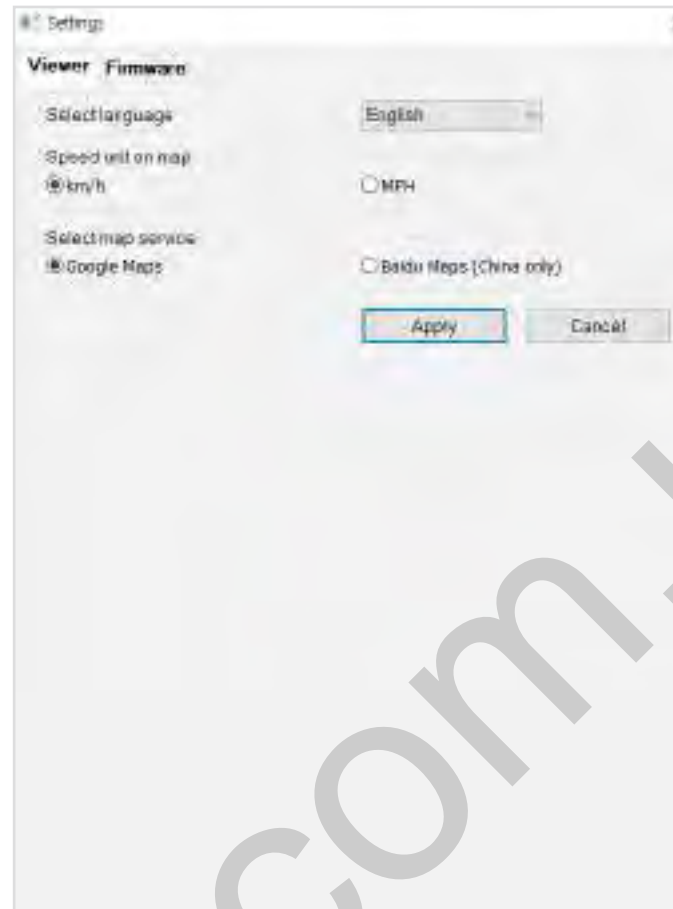 Settings
Viewer Firmware
Select language English
Speed unit on map
km/h MPH
Select map service
Google Maps Baidu Maps (China only)
Apply Cancel
com.